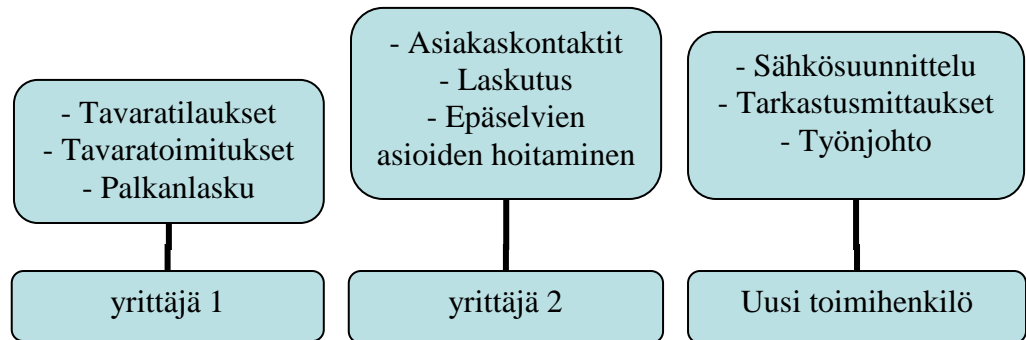 - Tavaratilaukset
- Tavaratoimitukset
- Palkanlasku
yrittäjä 1
- Asiakaskontaktit
- Laskutus
- Epäselvien
asioiden hoitaminen
yrittäjä 2
- Sähkösuunnittelu
- Tarkastusmittaukset
- Työnjohto
Uusi toimihenkilö